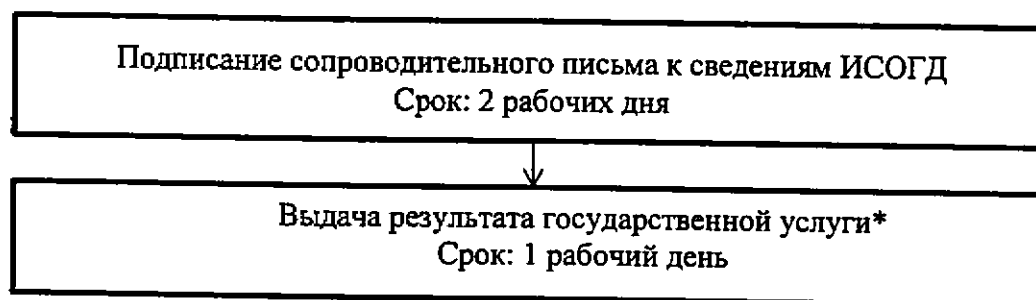 Подписание сопроводительного письма к сведениям ИСОГД
Срок: 2 рабочих дня
Выдача результата государственной услуги*
Срок: 1 рабочий день